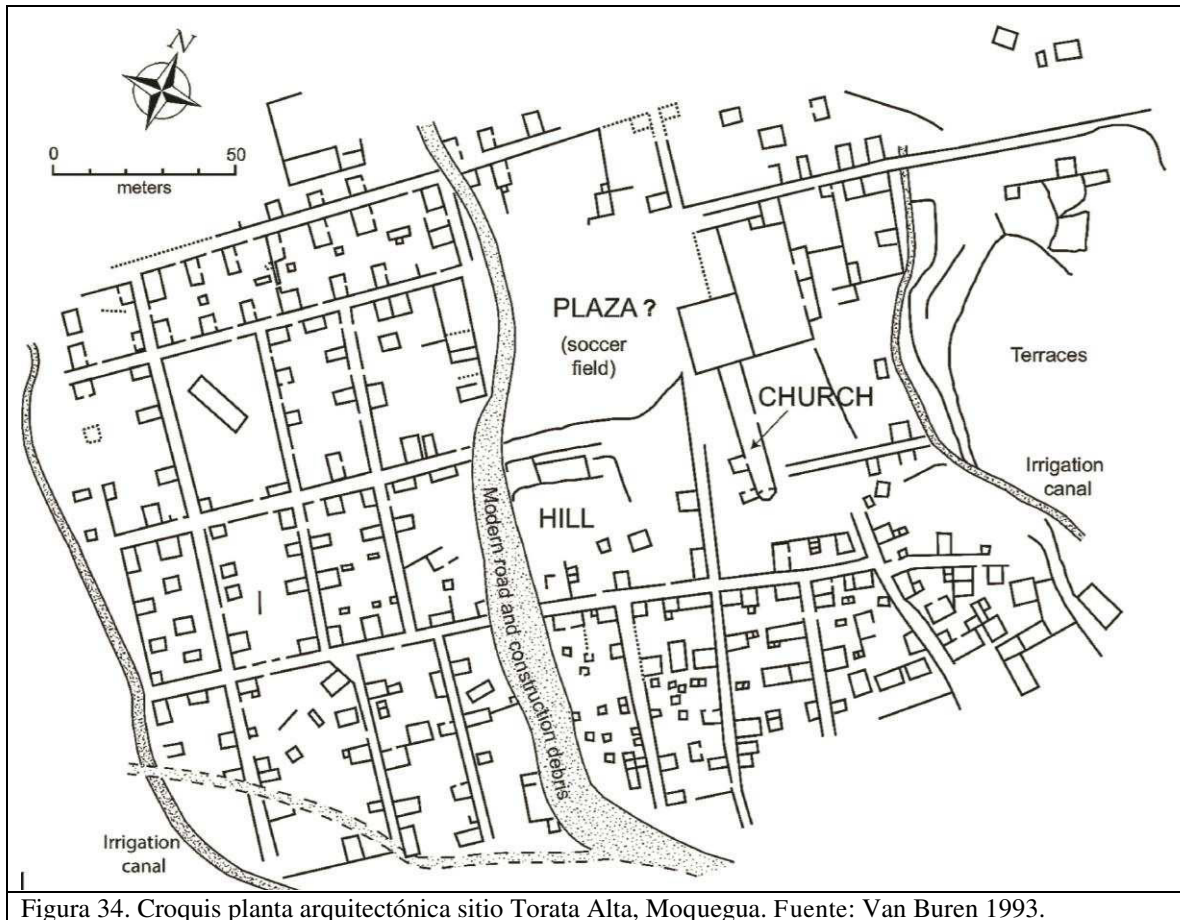 N
0 50
meters
PLAZA ?
(soccer
field)
Terraces
CHURCH
Irrigation
canal
HILL
Modern road and construction debris
Irrigation
canal
Figura 34. Croquis planta arquitectónica sitio Torata Alta, Moquegua. Fuente: Van Buren 1993.